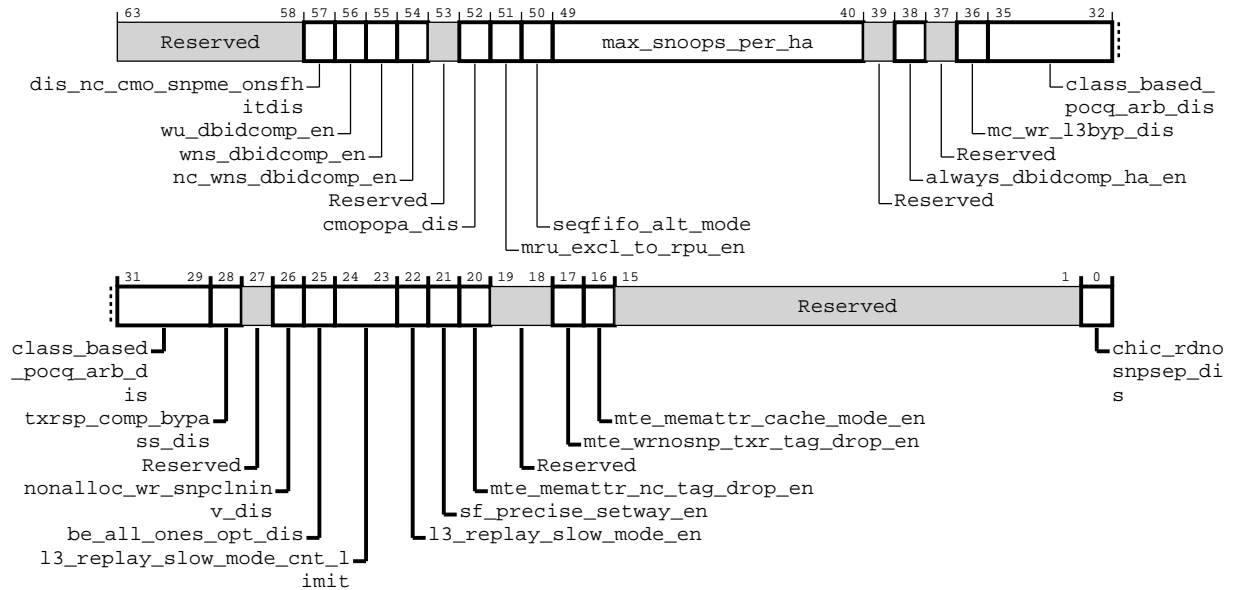 63 58 57 56 55 54 53 52 51 50 49 40 39 38 37 36 35 32
Reserved max_snoops_per_ha
dis_nc_cmo_snpme_onsfh
itdis
class_based_
pocq_arb_dis
wu_dbidcomp_en
mc_wr_l3byp_dis
wns_dbidcomp_en
Reserved
nc_wns_dbidcomp_en
always_dbidcomp_ha_en
Reserved
Reserved
cmopopa_dis
seqfifo_alt_mode
mru_excl_to_rpu_en
31 29 28 27 26 25 24 23 22 21 20 19 18 17 16 15 1 0
Reserved
class_based
_pocq_arb_d
is
chic_rdno
snpsep_di
s
txrsp_comp_bypa
ss_dis
mte_memattr_cache_mode_en
mte_wrnosnp_txr_tag_drop_en
Reserved
Reserved
nonalloc_wr_snpclnin
v_dis
mte_memattr_nc_tag_drop_en
sf_precise_setway_en
be_all_ones_opt_dis
l3_replay_slow_mode_en
l3_replay_slow_mode_cnt_l
imit